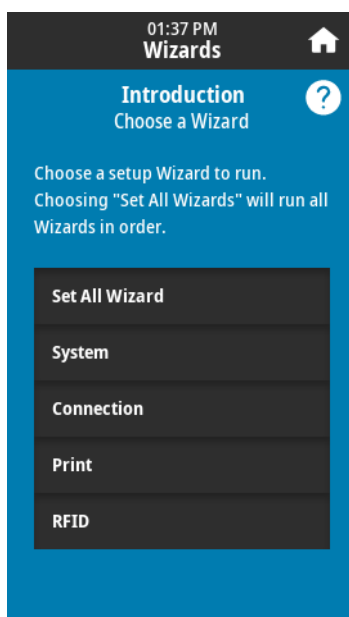 01:37 PM
Wizards
Introduction
?
Choose a Wizard
Choose a setup Wizard to run.
Choosing "Set All Wizards" will run all
Wizards in order.
Set All Wizard
System
Connection
Print
RFID